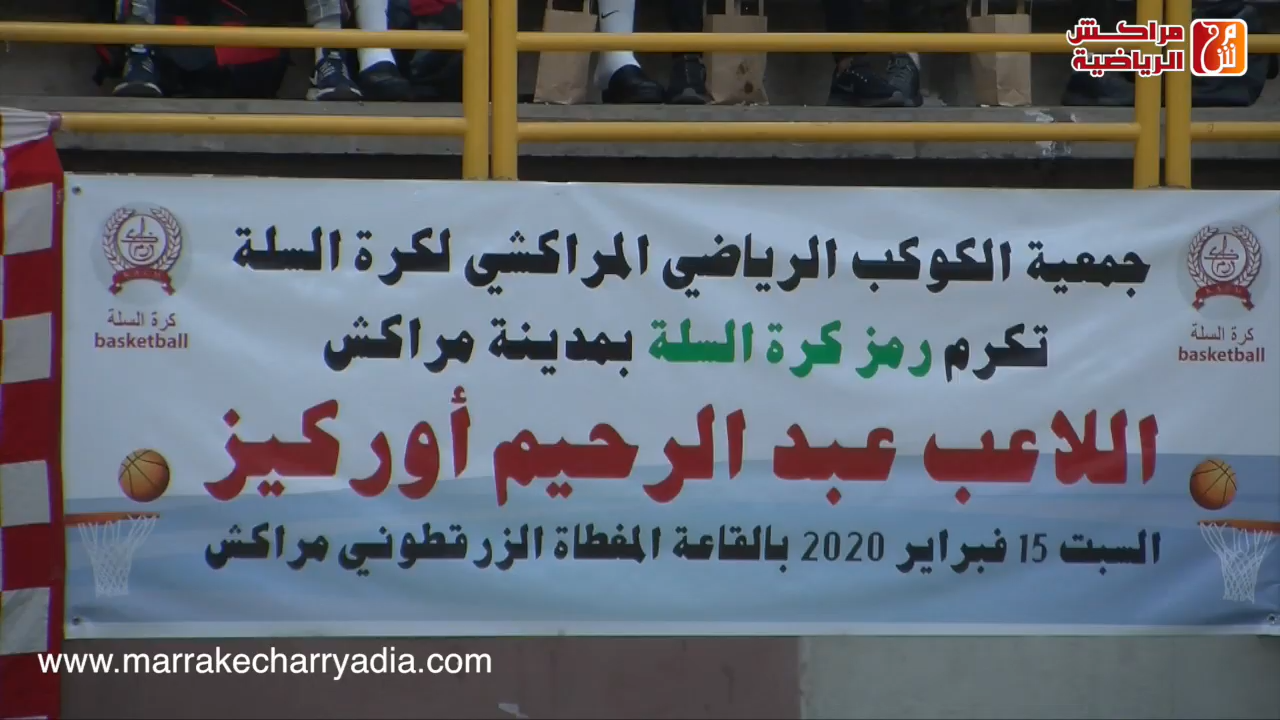 مراكش
الرياضية
جمعية الكوكب الرياضي المراكشي لكرة السلة
تكرم رمز كرة السلة بمدينة مراكش
اللاعب عبد الرحيم أوركيز
السبت 15 فبراير 2020 بالقاعة المغطاة الزرقطوني مراكش
K.A.C.M
كرة السلة
basketball
K.A.C.M
كرة السلة
basketball
www.marrakecharryadia.com